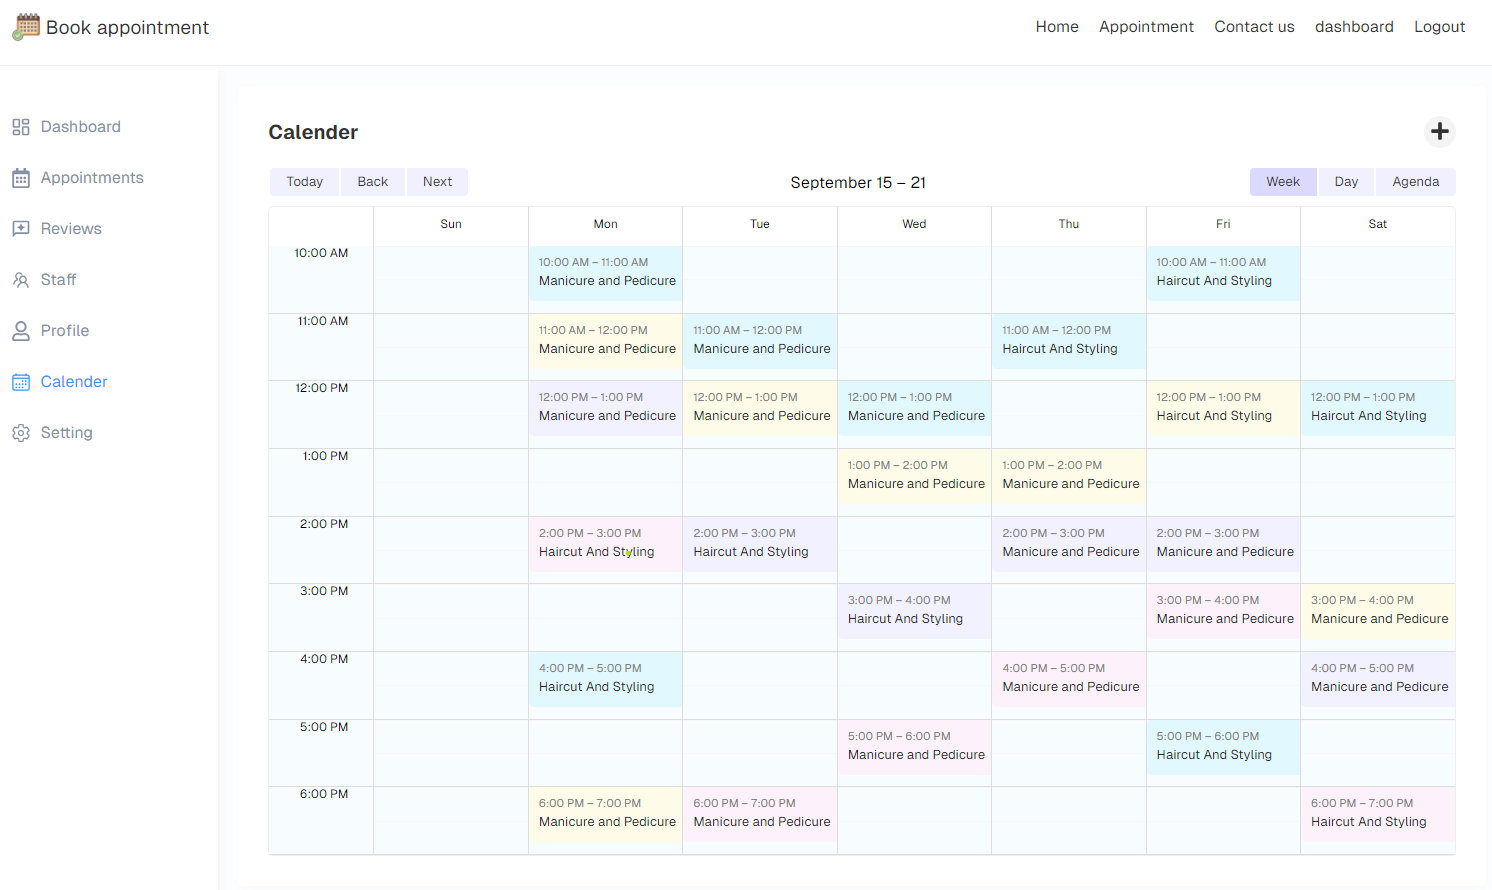 Book appointment
Home Appointment Contact us dashboard Logout
Dashboard
Appointments
Reviews
Staff
Profile
Calender
Setting
Calender
Today Back Next
September 15 – 21
Week Day Agenda
Sun Mon Tue Wed Thu Fri Sat
10:00 AM
10:00 AM – 11:00 AM
Manicure and Pedicure
10:00 AM – 11:00 AM
Haircut And Styling
11:00 AM
11:00 AM – 12:00 PM
Manicure and Pedicure
11:00 AM – 12:00 PM
Manicure and Pedicure
11:00 AM – 12:00 PM
Haircut And Styling
12:00 PM
12:00 PM – 1:00 PM
Manicure and Pedicure
12:00 PM – 1:00 PM
Manicure and Pedicure
12:00 PM – 1:00 PM
Manicure and Pedicure
12:00 PM – 1:00 PM
Haircut And Styling
12:00 PM – 1:00 PM
Haircut And Styling
1:00 PM
1:00 PM – 2:00 PM
Manicure and Pedicure
1:00 PM – 2:00 PM
Manicure and Pedicure
2:00 PM
2:00 PM – 3:00 PM
Haircut And Styling
2:00 PM – 3:00 PM
Haircut And Styling
2:00 PM – 3:00 PM
Manicure and Pedicure
2:00 PM – 3:00 PM
Manicure and Pedicure
3:00 PM
3:00 PM – 4:00 PM
Haircut And Styling
3:00 PM – 4:00 PM
Manicure and Pedicure
3:00 PM – 4:00 PM
Manicure and Pedicure
4:00 PM
4:00 PM – 5:00 PM
Haircut And Styling
4:00 PM – 5:00 PM
Manicure and Pedicure
4:00 PM – 5:00 PM
Manicure and Pedicure
5:00 PM
5:00 PM – 6:00 PM
Manicure and Pedicure
5:00 PM – 6:00 PM
Haircut And Styling
6:00 PM
6:00 PM – 7:00 PM
Manicure and Pedicure
6:00 PM – 7:00 PM
Manicure and Pedicure
6:00 PM – 7:00 PM
Haircut And Styling